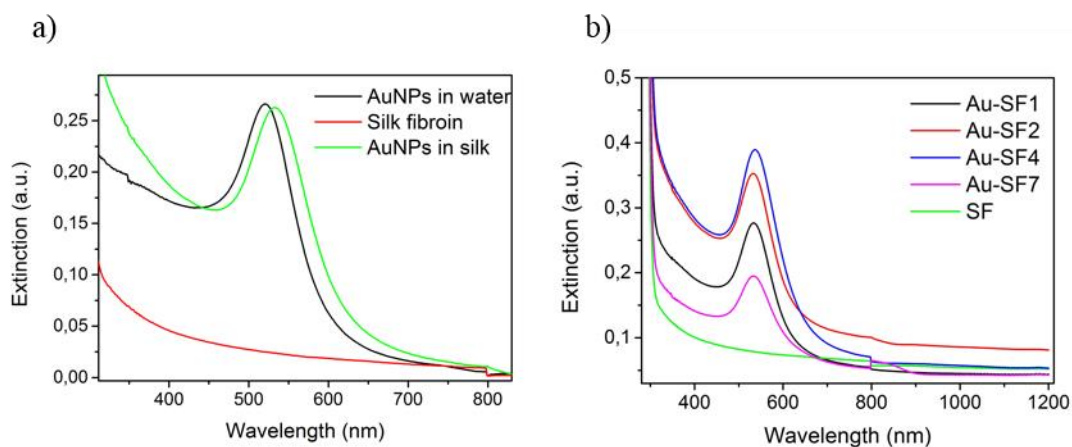 a)
AuNPs in water
Silk fibroin
AuNPs in silk
0,25
0,20
0,15
0,10
0,05
0,00
400 500 600 700 800
Extinction (a.u.)
Wavelength (nm)
b)
Au-SF1
Au-SF2
Au-SF4
Au-SF7
SF
0,5
0,4
0,3
0,2
0,1
400 600 800 1000 1200
Extinction (a.u.)
Wavelength (nm)